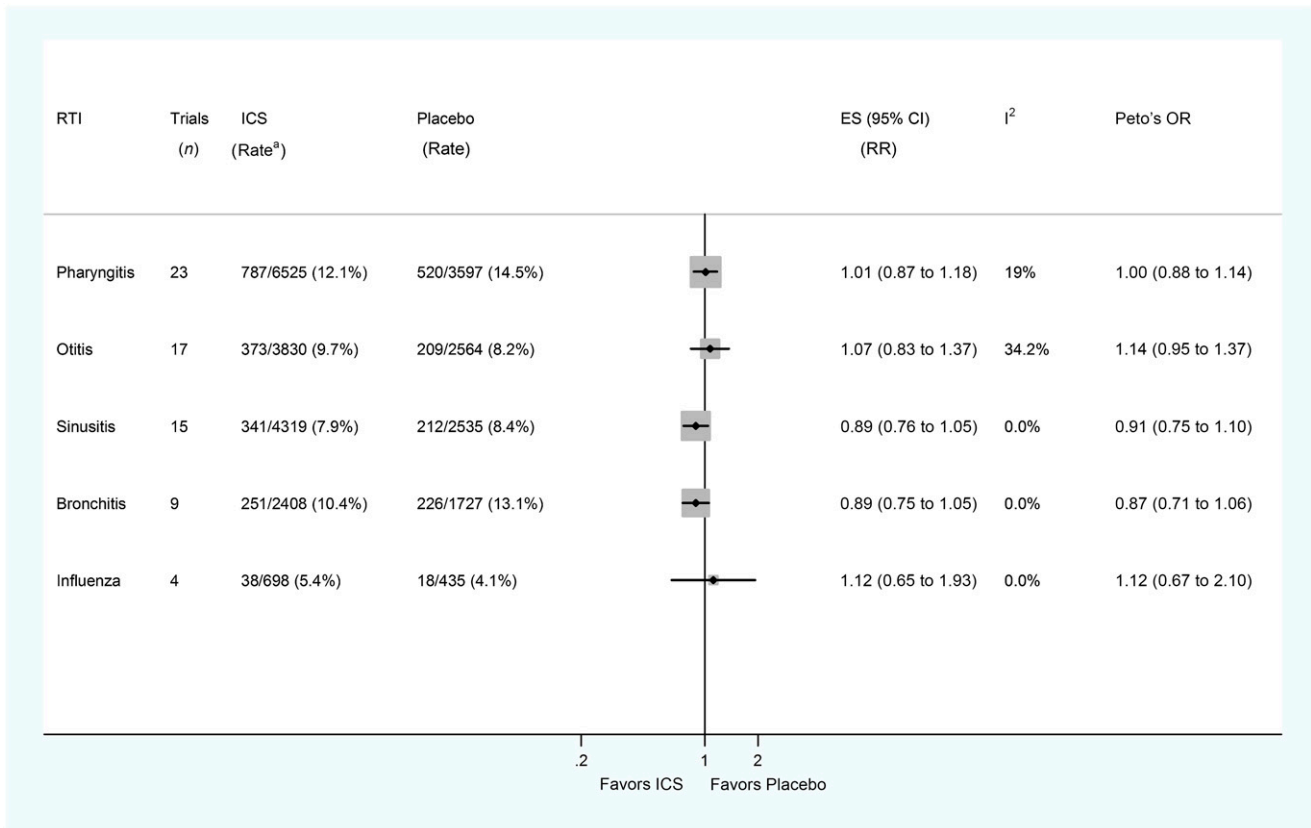 RTI Trials ICS Placebo ES (95% CI) I² Peto's OR
(n) (Rateᵃ) (Rate) (RR)
Pharyngitis 23 787/6525 (12.1%) 520/3597 (14.5%) 1.01 (0.87 to 1.18) 19% 1.00 (0.88 to 1.14)
Otitis 17 373/3830 (9.7%) 209/2564 (8.2%) 1.07 (0.83 to 1.37) 34.2% 1.14 (0.95 to 1.37)
Sinusitis 15 341/4319 (7.9%) 212/2535 (8.4%) 0.89 (0.76 to 1.05) 0.0% 0.91 (0.75 to 1.10)
Bronchitis 9 251/2408 (10.4%) 226/1727 (13.1%) 0.89 (0.75 to 1.05) 0.0% 0.87 (0.71 to 1.06)
Influenza 4 38/698 (5.4%) 18/435 (4.1%) 1.12 (0.65 to 1.93) 0.0% 1.12 (0.67 to 2.10)
.2 1 2
Favors ICS Favors Placebo